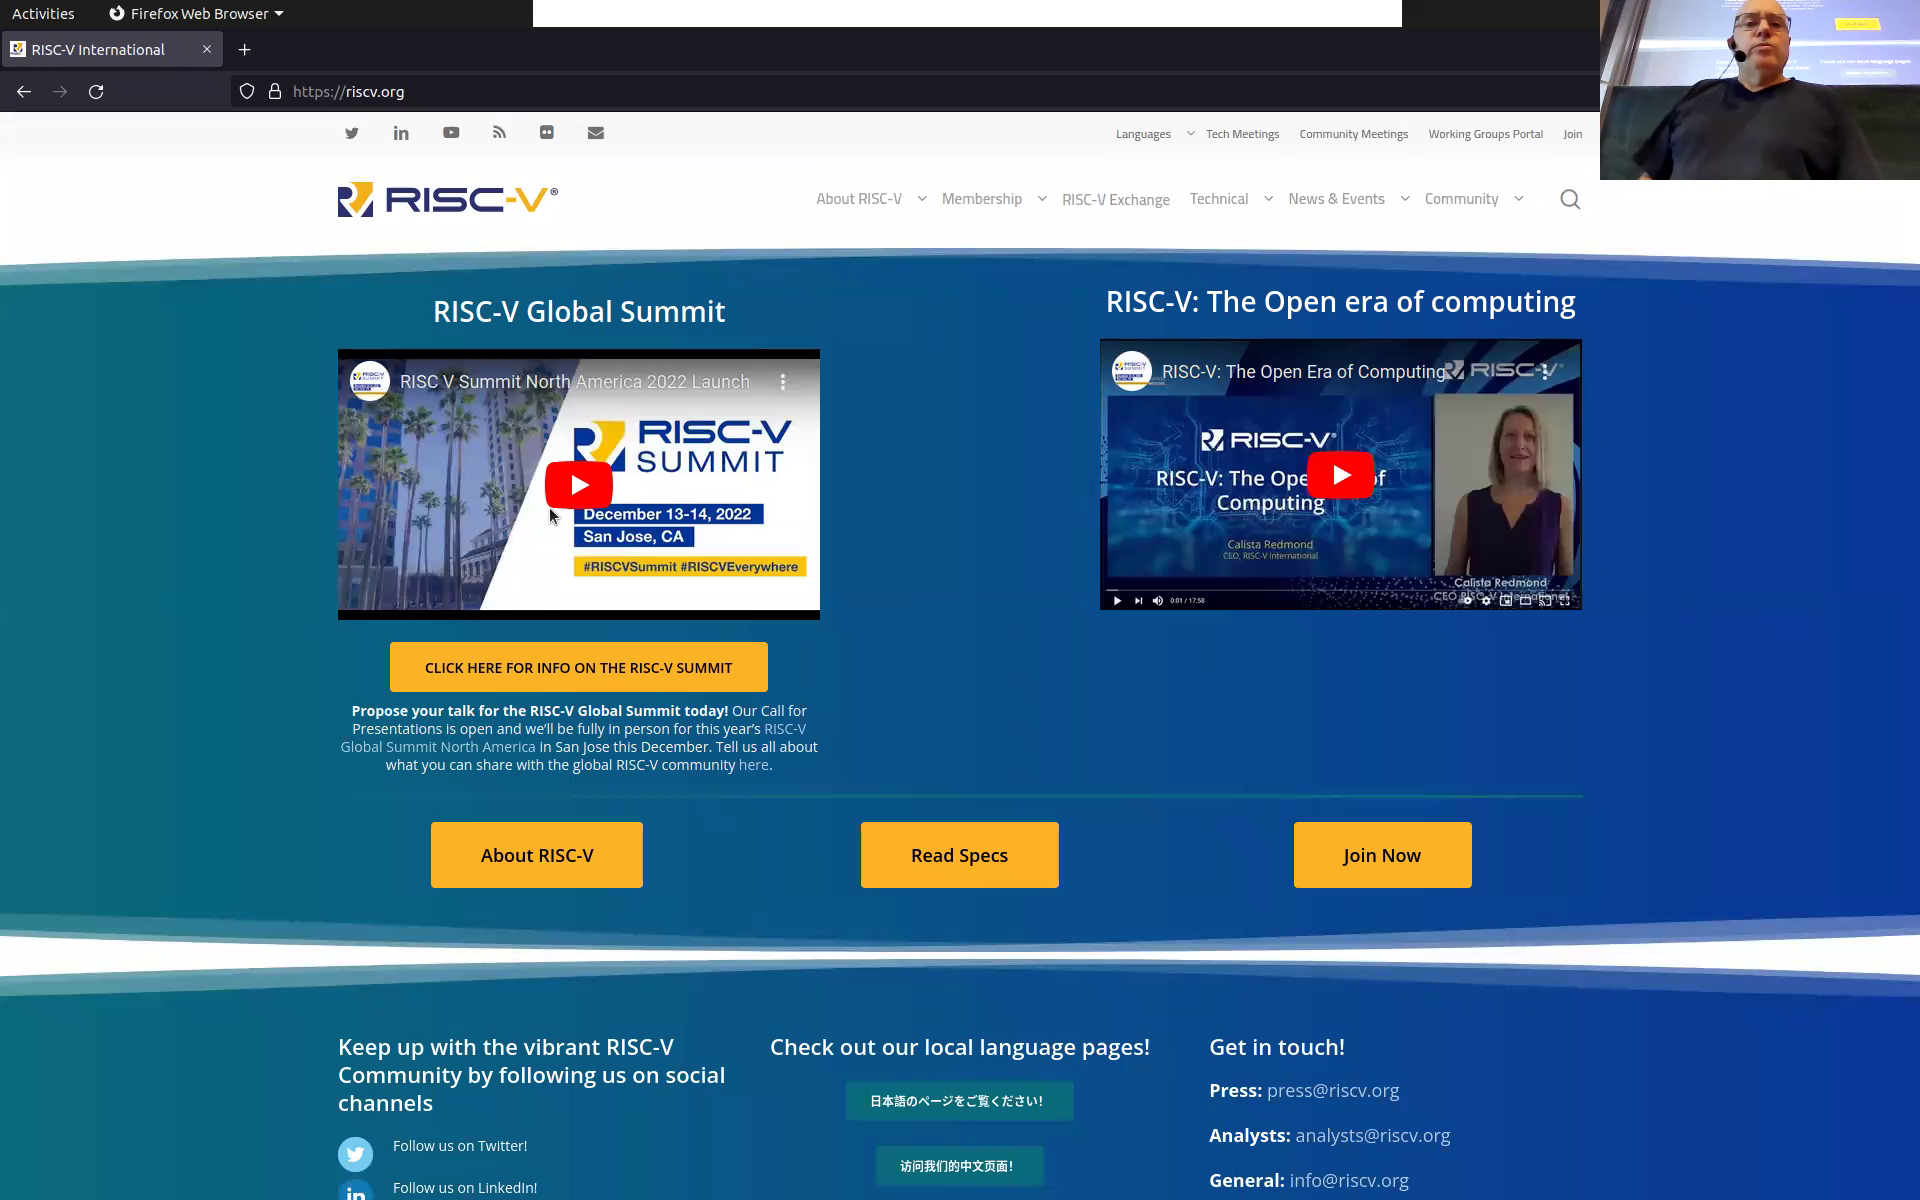 Activities
Firefox Web Browser
RISC-V International
https://riscv.org
Languages
Tech Meetings
Community Meetings
Working Groups Portal
Join
RISC-V®
About RISC-V
Membership
RISC-V Exchange
Technical
News & Events
Community
RISC-V Global Summit
RISC V Summit North America 2022 Launch
RISC-V
SUMMIT
December 13-14, 2022
San Jose, CA
#RISCVSummit #RISCVEverywhere
CLICK HERE FOR INFO ON THE RISC-V SUMMIT
Propose your talk for the RISC-V Global Summit today! Our Call for
Presentations is open and we'll be fully in person for this year's RISC-V
Global Summit North America in San Jose this December. Tell us all about
what you can share with the global RISC-V community here.
RISC-V: The Open era of computing
RISC-V: The Open Era of Computing
RISC-V
RISC-V®
RISC-V: The Ope of
Computing
Calista Redmond
CEO, RISC-V International
Calista Redmond
CEO RISC-V International
0:01 / 17:58
About RISC-V
Read Specs
Join Now
Keep up with the vibrant RISC-V
Community by following us on social
channels
Follow us on Twitter!
Follow us on LinkedIn!
Check out our local language pages!
日本語のページをご覧ください!
访问我们的中文页面!
Get in touch!
Press: press@riscv.org
Analysts: analysts@riscv.org
General: info@riscv.org